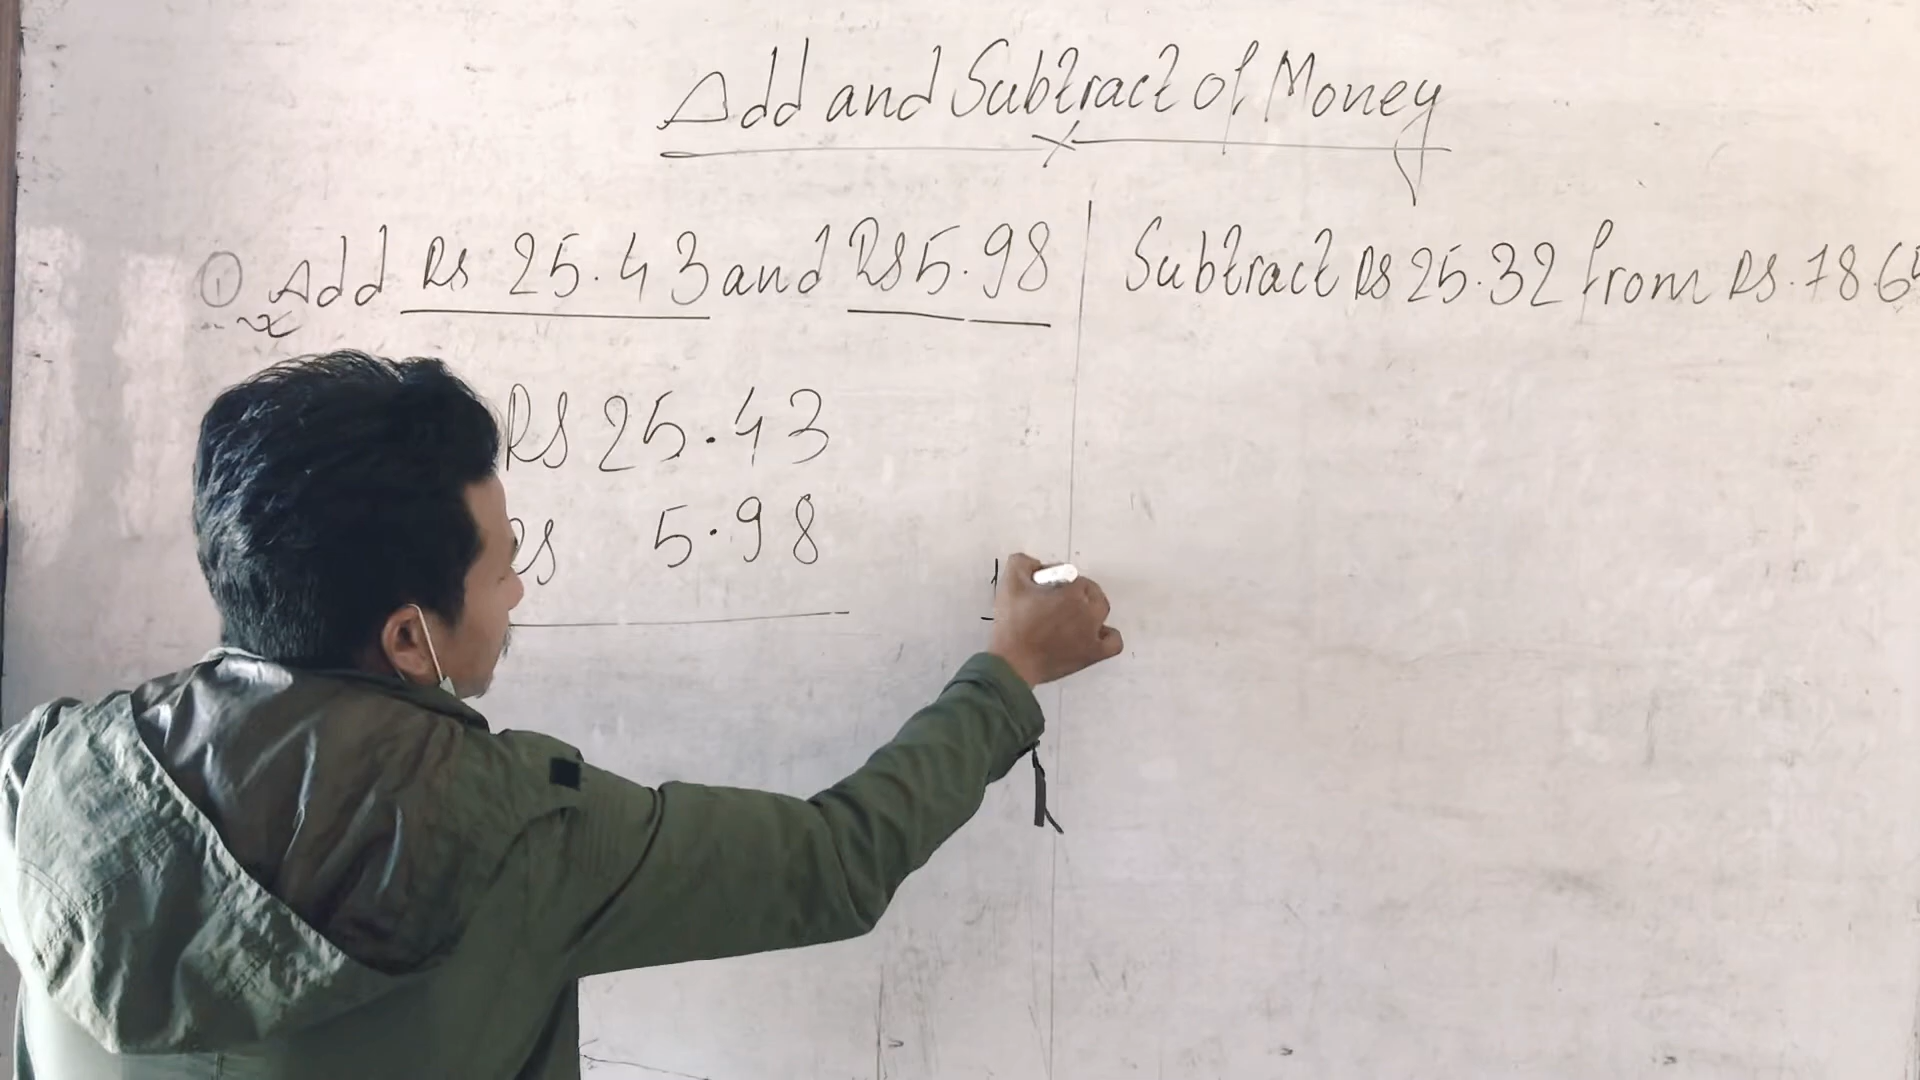 Add and Subtract of Money
① Add Rs 25.43 and Rs 5.98
Subtract Rs 25.32 from Rs. 78.6
Rs 25.43
Rs 5.98